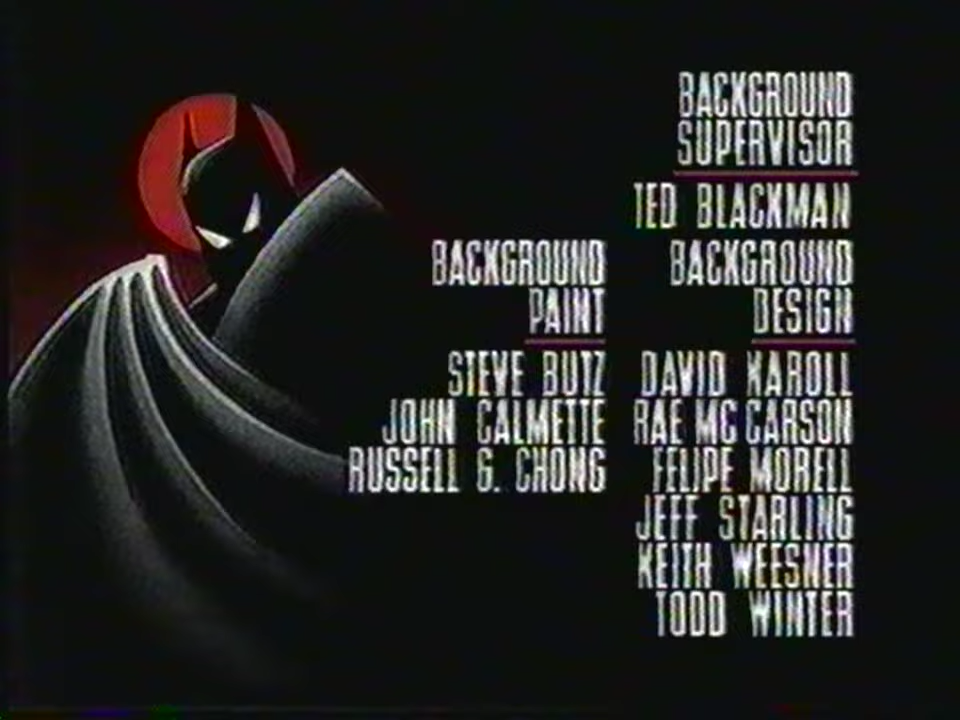 BACKGROUND
SUPERVISOR
TED BLACKMAN
BACKGROUND
PAINT
STEVE BUTZ
JOHN CALMETTE
RUSSELL G. CHONG
BACKGROUND
DESIGN
DAVID KAROLL
RAE MC CARSON
FELIPE MORELL
JEFF STARLING
KEITH WEESNER
TODD WINTER